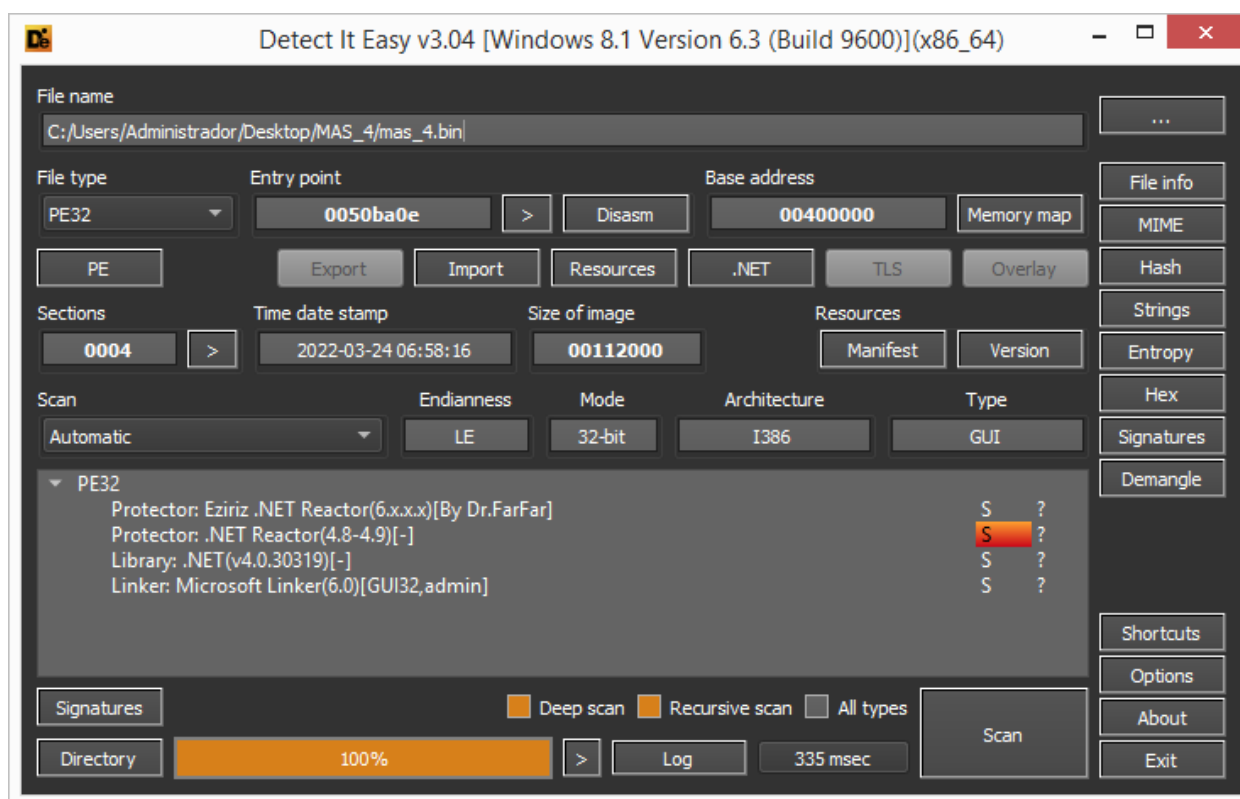 Detect It Easy v3.04 [Windows 8.1 Version 6.3 (Build 9600)](x86_64)
File name
C:/Users/Administrador/Desktop/MAS_4/mas_4.bin
...
File type
Entry point
Base address
File info
PE32
0050ba0e
>
Disasm
00400000
Memory map
MIME
PE
Export
Import
Resources
.NET
TLS
Overlay
Hash
Sections
Time date stamp
Size of image
Resources
Strings
0004
>
2022-03-24 06:58:16
00112000
Manifest
Version
Entropy
Scan
Endianness
Mode
Architecture
Type
Hex
Automatic
LE
32-bit
I386
GUI
Signatures
PE32
Demangle
Protector: Eziriz .NET Reactor(6.x.x.x)[By Dr.FarFar] S ?
Protector: .NET Reactor(4.8-4.9)[-] S ?
Library: .NET(v4.0.30319)[-] S ?
Linker: Microsoft Linker(6.0)[GUI32,admin] S ?
Shortcuts
Options
Signatures
Deep scan
Recursive scan
All types
Scan
About
Directory
100%
>
Log
335 msec
Exit